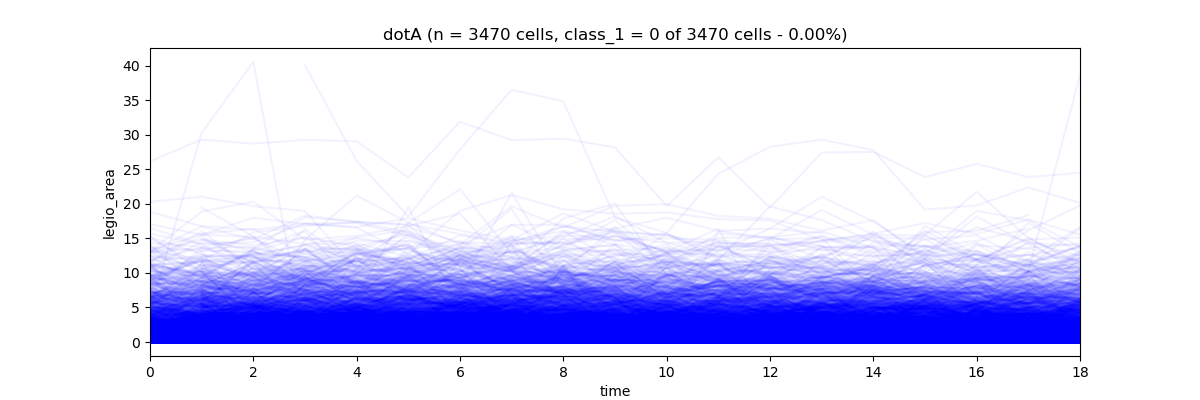 dotA (n = 3470 cells, class_1 = 0 of 3470 cells - 0.00%)
40
35
30
25
20
15
10
5
0
legio_area
0 2 4 6 8 10 12 14 16 18
time